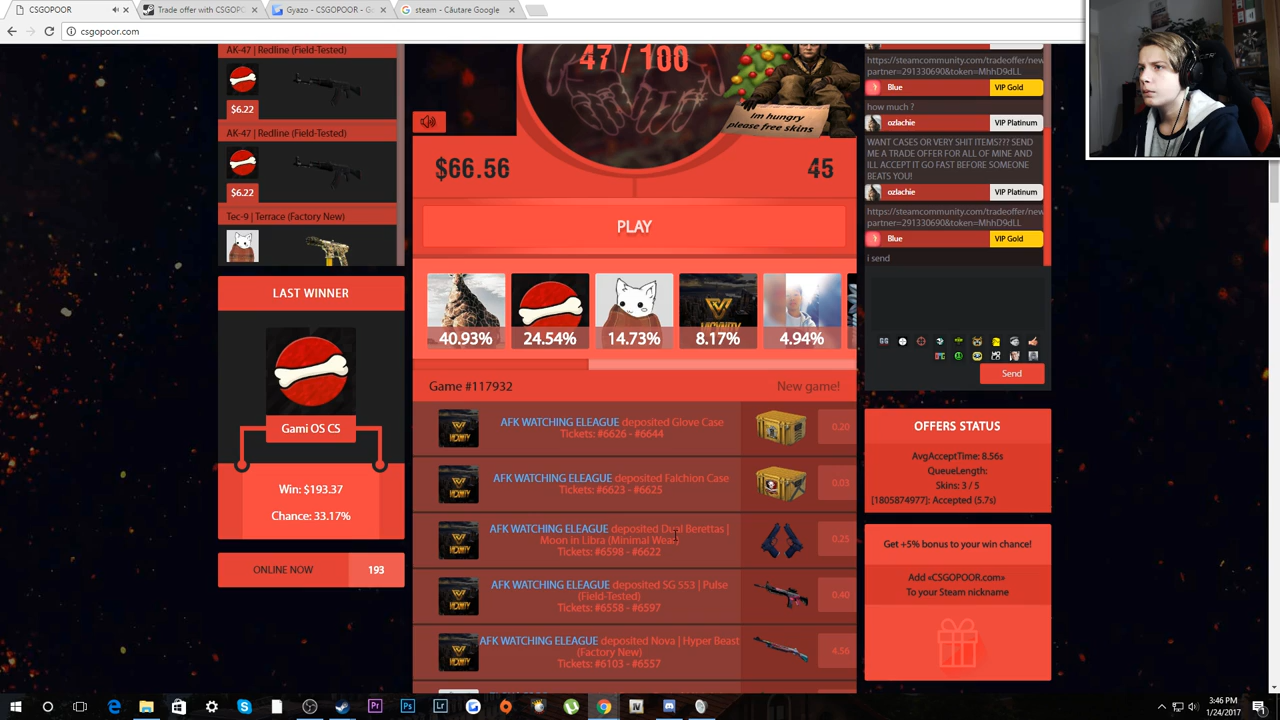 CSGOPOOR
Trade offer with CSGOPO
Gyazo - CSGOPOOR - G
steam - Căutare Google
csgopoor.com
AK-47 | Redline (Field-Tested)
$6.22
AK-47 | Redline (Field-Tested)
$6.22
Tec-9 | Terrace (Factory New)
LAST WINNER
Gami OS CS
Win: $193.37
Chance: 33.17%
ONLINE NOW 193
47 / 100
Im hungry
please free skins
$66.56 45
PLAY
40.93% 24.54% 14.73% 8.17% 4.94%
Game #117932 New game!
AFK WATCHING ELEAGUE deposited Glove Case
Tickets: #6626 - #6644
0.20
AFK WATCHING ELEAGUE deposited Falchion Case
Tickets: #6623 - #6625
0.03
AFK WATCHING ELEAGUE deposited Dual Berettas |
Moon in Libra (Minimal Wear)
Tickets: #6598 - #6622
0.25
AFK WATCHING ELEAGUE deposited SG 553 | Pulse
(Field-Tested)
Tickets: #6558 - #6597
0.40
AFK WATCHING ELEAGUE deposited Nova | Hyper Beast
(Factory New)
Tickets: #6103 - #6557
4.56
https://steamcommunity.com/tradeoffer/new
partner=291330690&token=MhhD9dLL
Blue VIP Gold
how much ?
ozlachie VIP Platinum
WANT CASES OR VERY SHIT ITEMS??? SEND
ME A TRADE OFFER FOR ALL OF MINE AND
ILL ACCEPT IT GO FAST BEFORE SOMEONE
BEATS YOU!
ozlachie VIP Platinum
https://steamcommunity.com/tradeoffer/new
partner=291330690&token=MhhD9dLL
Blue VIP Gold
i send
Send
OFFERS STATUS
AvgAcceptTime: 8.56s
QueueLength:
Skins: 3 / 5
[1805874977]: Accepted (5.7s)
Get +5% bonus to your win chance!
Add «CSGOPOOR.com»
To your Steam nickname
3:46 PM
1/24/2017